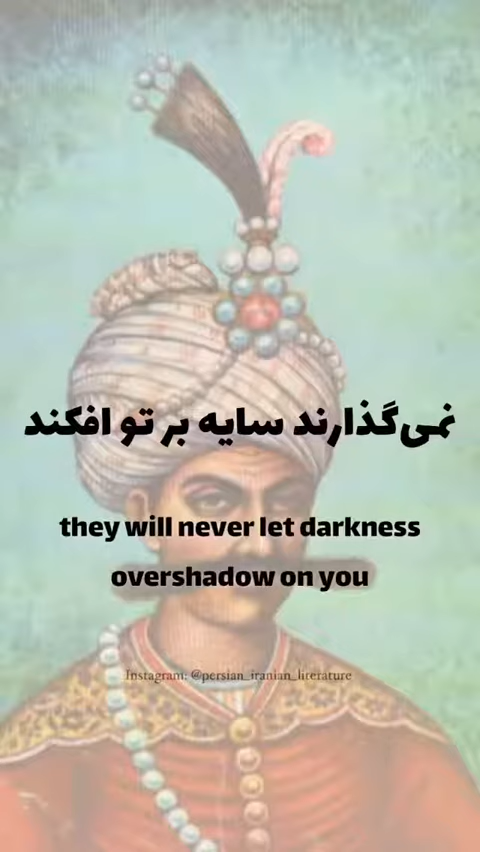 نمی‌گذارند سایه بر تو افکند
they will never let darkness
overshadow on you
Instagram: @persian_iranian_literature